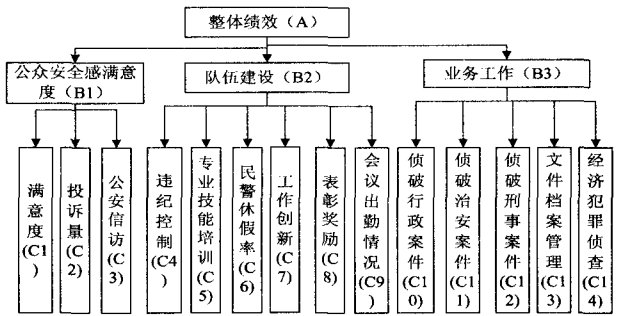 整体绩效（A）
公众安全感满意
度（B1）
队伍建设（B2）
业务工作（B3）
满意度(C1)
投诉量(C2)
公安信访(C3)
违纪控制(C4)
专业技能培训(C5)
民警休假率(C6)
工作创新(C7)
表彰奖励(C8)
会议出勤情况(C9)
侦破行政案件(C10)
侦破治安案件(C11)
侦破刑事案件(C12)
文件档案管理(C13)
经济犯罪侦查(C14)